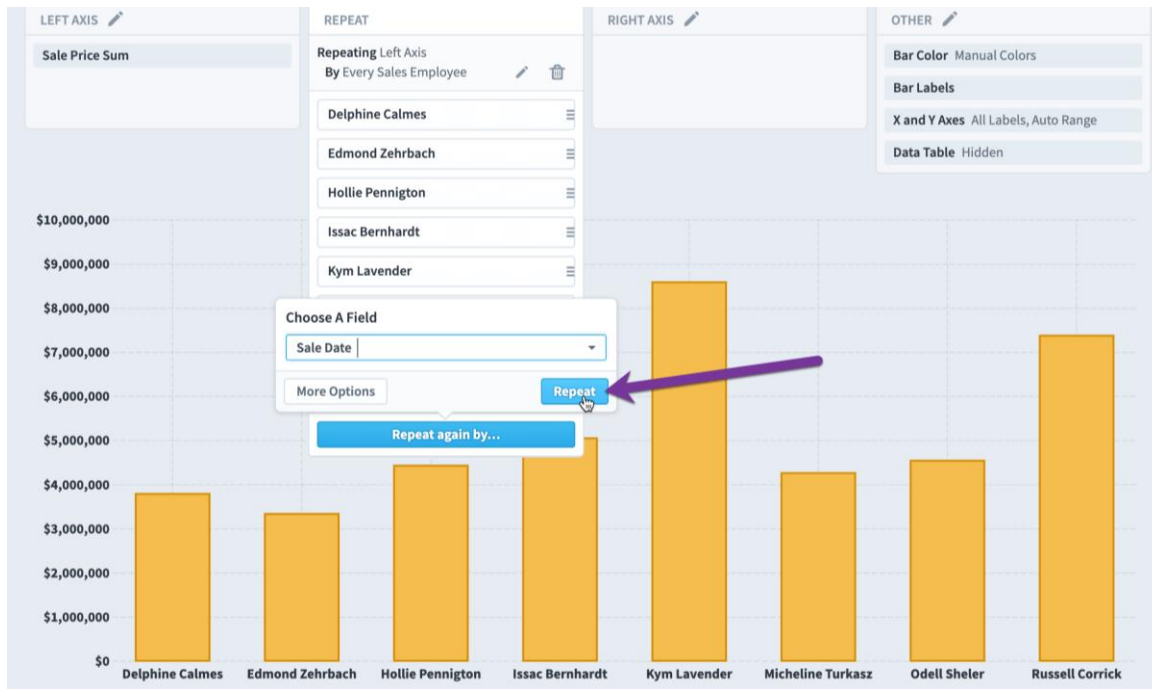 LEFT AXIS
Sale Price Sum
REPEAT
Repeating Left Axis
By Every Sales Employee
Delphine Calmes
Edmond Zehrbach
Hollie Pennigton
Issac Bernhardt
Kym Lavender
Choose A Field
Sale Date
More Options
Repeat
Repeat again by...
RIGHT AXIS
OTHER
Bar Color Manual Colors
Bar Labels
X and Y Axes All Labels, Auto Range
Data Table Hidden
$10,000,000
$9,000,000
$8,000,000
$7,000,000
$6,000,000
$5,000,000
$4,000,000
$3,000,000
$2,000,000
$1,000,000
$0
Delphine Calmes
Edmond Zehrbach
Hollie Pennigton
Issac Bernhardt
Kym Lavender
Micheline Turkasz
Odell Sheler
Russell Corrick